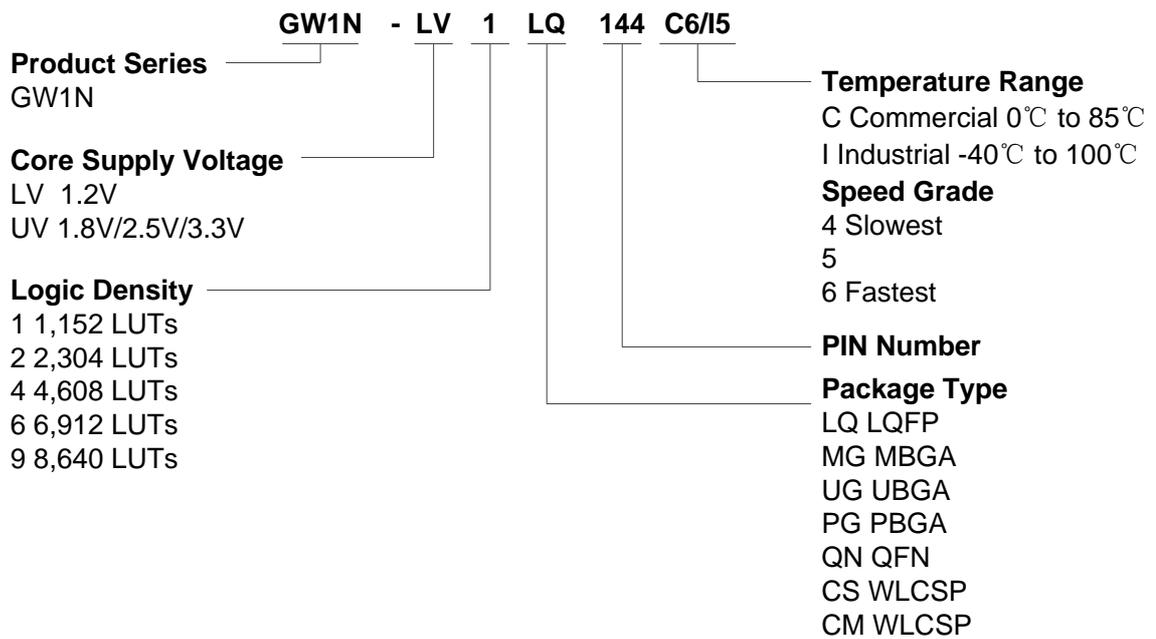 GW1N - LV 1 LQ 144 C6/I5
Product Series
GW1N
Core Supply Voltage
LV 1.2V
UV 1.8V/2.5V/3.3V
Logic Density
1 1,152 LUTs
2 2,304 LUTs
4 4,608 LUTs
6 6,912 LUTs
9 8,640 LUTs
Temperature Range
C Commercial 0℃ to 85℃
I Industrial -40℃ to 100℃
Speed Grade
4 Slowest
5
6 Fastest
PIN Number
Package Type
LQ LQFP
MG MBGA
UG UBGA
PG PBGA
QN QFN
CS WLCSP
CM WLCSP